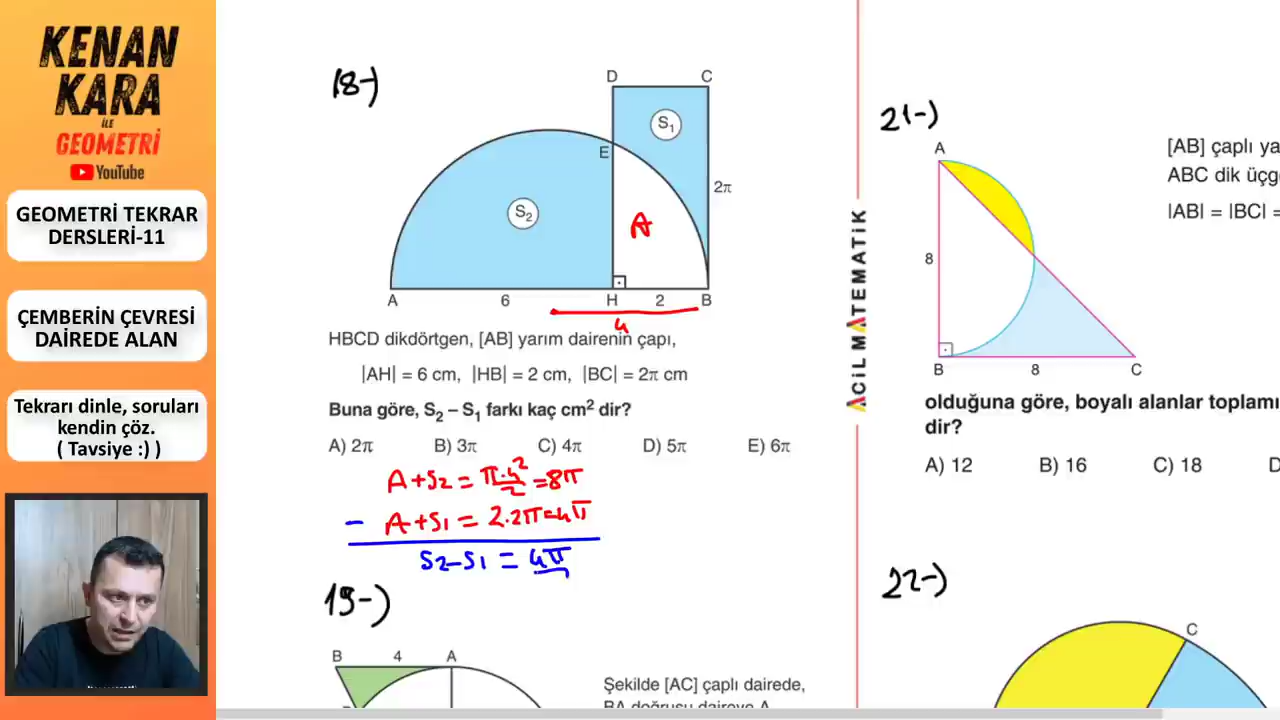 KENAN
KARA
İLE
GEOMETRİ
YouTube
GEOMETRİ TEKRAR
DERSLERİ-11
ÇEMBERİN ÇEVRESİ
DAİREDE ALAN
Tekrarı dinle, soruları
kendin çöz.
( Tavsiye :) )
18-)
D
C
S₁
E
2π
S₂
A
A
6
H
2
B
4
HBCD dikdörtgen, [AB] yarım dairenin çapı,
|AH| = 6 cm, |HB| = 2 cm, |BC| = 2π cm
Buna göre, S₂ – S₁ farkı kaç cm² dir?
A) 2π B) 3π C) 4π D) 5π E) 6π
A+S2 = π.4²/2 = 8π
- A+S1 = 2.2π=4π
S2-S1 = 4π
19-)
B
4
A
Şekilde [AC] çaplı dairede,
BA doğrusu daireye A
ACİL MATEMATİK
21-)
A
8
B
8
C
[AB] çaplı ya
ABC dik üçg
|AB| = |BC| =
olduğuna göre, boyalı alanlar toplamı
dir?
A) 12 B) 16 C) 18 D
22-)
C